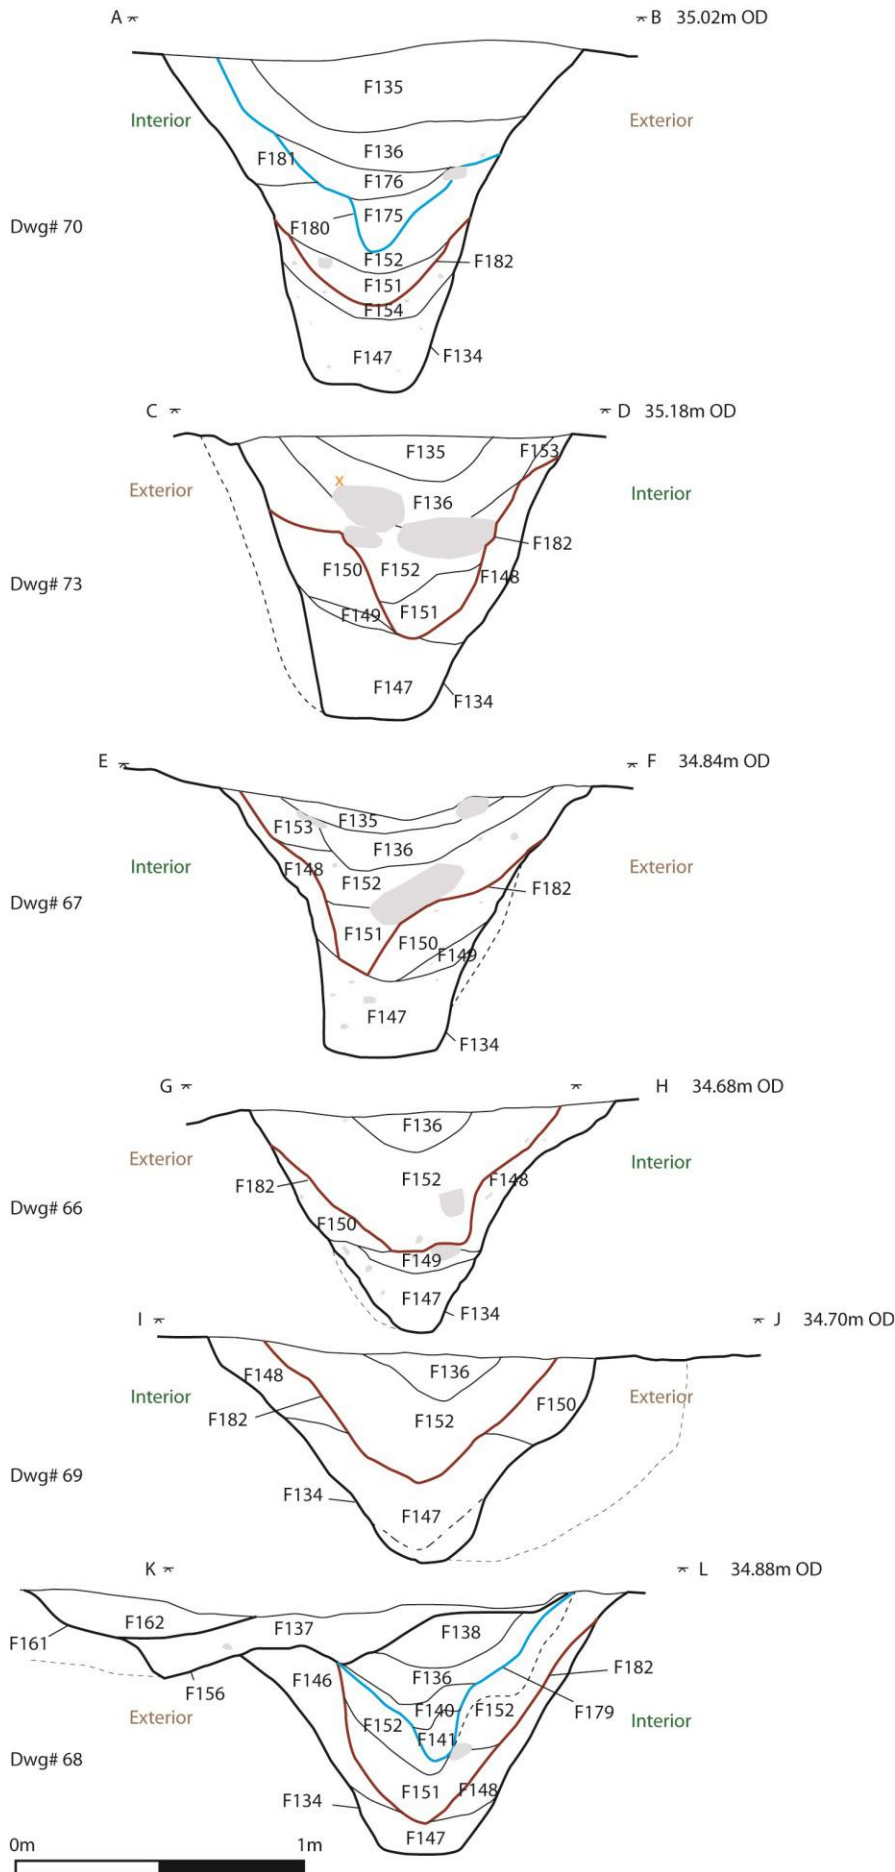 A B 35.02m OD
F135
Interior Exterior
F136
F181
F176
F175
Dwg# 70
F180
F152 F182
F151
F154
F147 F134
C D 35.18m OD
F135 F153
Exterior Interior
F136
F182
F150 F152 F148
Dwg# 73
F149 F151
F147 F134
E F 34.84m OD
F153 F135
F136
Interior F148 Exterior
F152 F182
Dwg# 67
F151 F150
F149
F147
F134
G H 34.68m OD
F136
Exterior Interior
F182 F152 F148
Dwg# 66
F150
F149
F147 F134
I J 34.70m OD
F148 F136
Interior Exterior
F182 F152 F150
Dwg# 69
F134 F147
K L 34.88m OD
F162 F137 F138
F161
F146 F136 F182
F156
F140
Exterior F152 F152 F179 Interior
F141
Dwg# 68
F134 F151 F148
F147
0m 1m